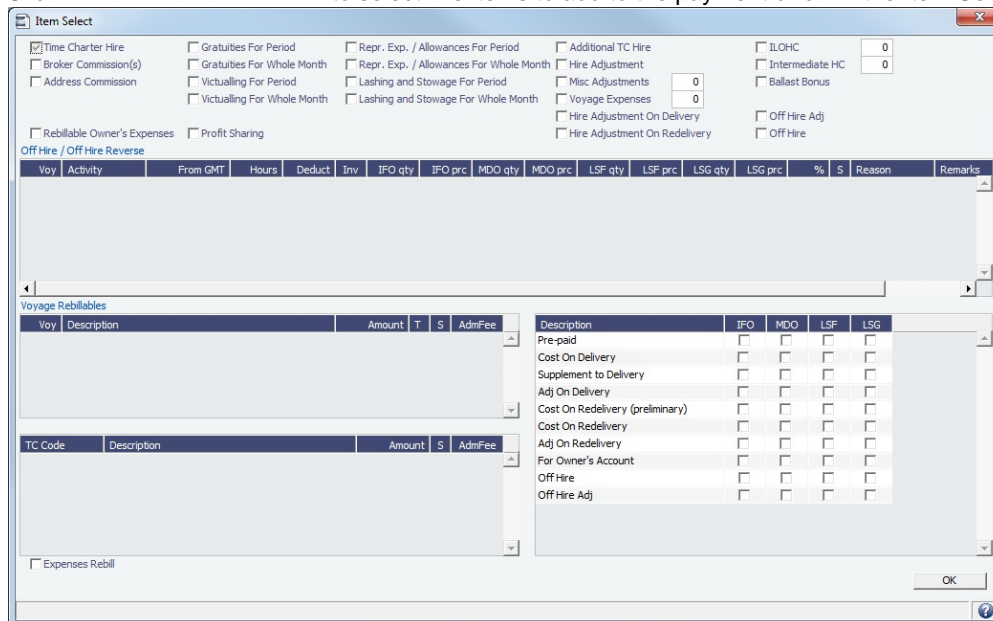 Item Select
Time Charter Hire Gratuities For Period Repr. Exp. / Allowances For Period Additional TC Hire ILOHC 0
Broker Commission(s) Gratuities For Whole Month Repr. Exp. / Allowances For Whole Month Hire Adjustment Intermediate HC 0
Address Commission Victualling For Period Lashing and Stowage For Period Misc Adjustments 0 Ballast Bonus
Victualling For Whole Month Lashing and Stowage For Whole Month Voyage Expenses 0
Hire Adjustment On Delivery Off Hire Adj
Rebillable Owner's Expenses Profit Sharing Hire Adjustment On Redelivery Off Hire
Off Hire / Off Hire Reverse
Voy Activity From GMT Hours Deduct Inv IFO qty IFO prc MDO qty MDO prc LSF qty LSF prc LSG qty LSG prc % S Reason Remarks
Voyage Rebillables
Voy Description Amount T S AdmFee
Description IFO MDO LSF LSG
Pre-paid
Cost On Delivery
Supplement to Delivery
Adj On Delivery
Cost On Redelivery (preliminary)
Cost On Redelivery
TC Code Description Amount S AdmFee
Adj On Redelivery
For Owner's Account
Off Hire
Off Hire Adj
Expenses Rebill
OK